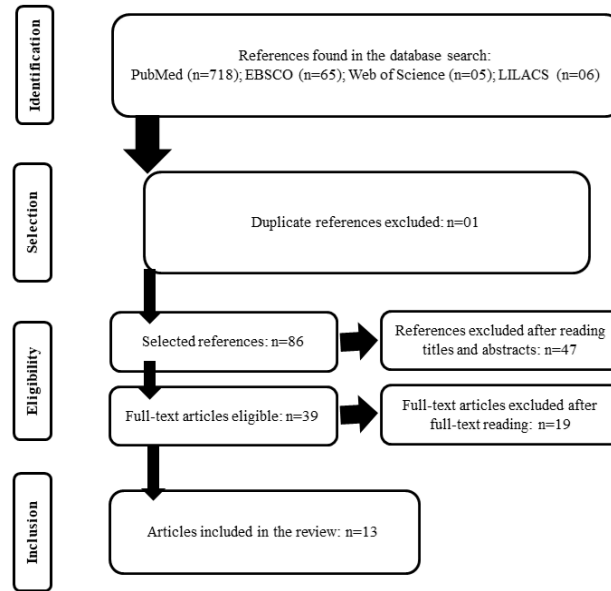 Identification
References found in the database search:
PubMed (n=718); EBSCO (n=65); Web of Science (n=05); LILACS (n=06)
Selection
Duplicate references excluded: n=01
Eligibility
Selected references: n=86
References excluded after reading
titles and abstracts: n=47
Full-text articles eligible: n=39
Full-text articles excluded after
full-text reading: n=19
Inclusion
Articles included in the review: n=13